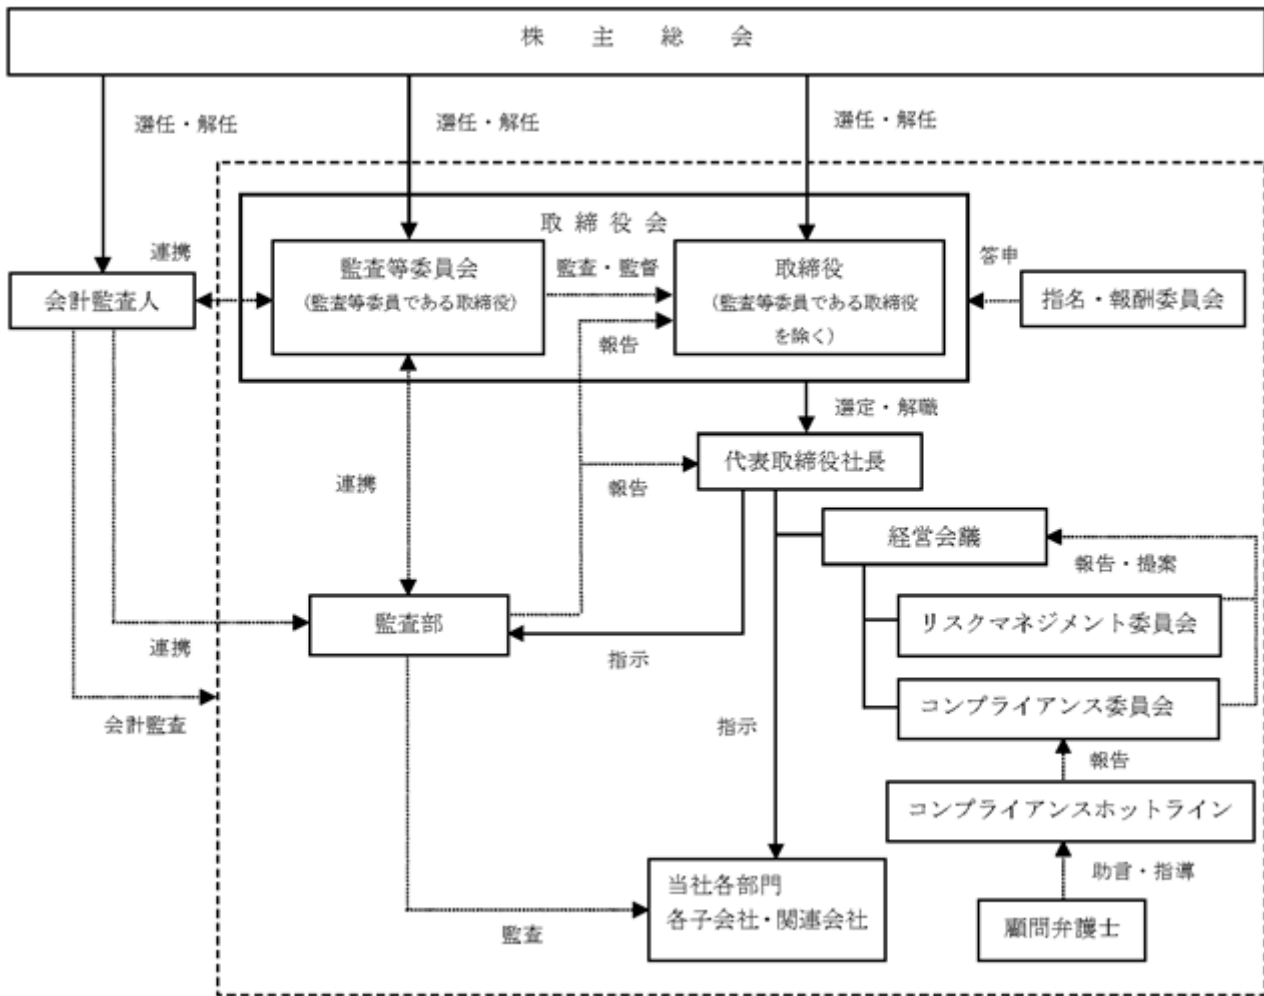 株主総会
選任・解任
選任・解任
選任・解任
取締役会
連携
監査等委員会
(監査等委員である取締役)
監査・監督
取締役
(監査等委員である取締役
を除く)
答申
会計監査人
指名・報酬委員会
報告
選定・解職
代表取締役社長
連携
報告
経営会議
報告・提案
監査部
リスクマネジメント委員会
連携
指示
コンプライアンス委員会
会計監査
指示
報告
コンプライアンスホットライン
助言・指導
当社各部門
各子会社・関連会社
監査
顧問弁護士